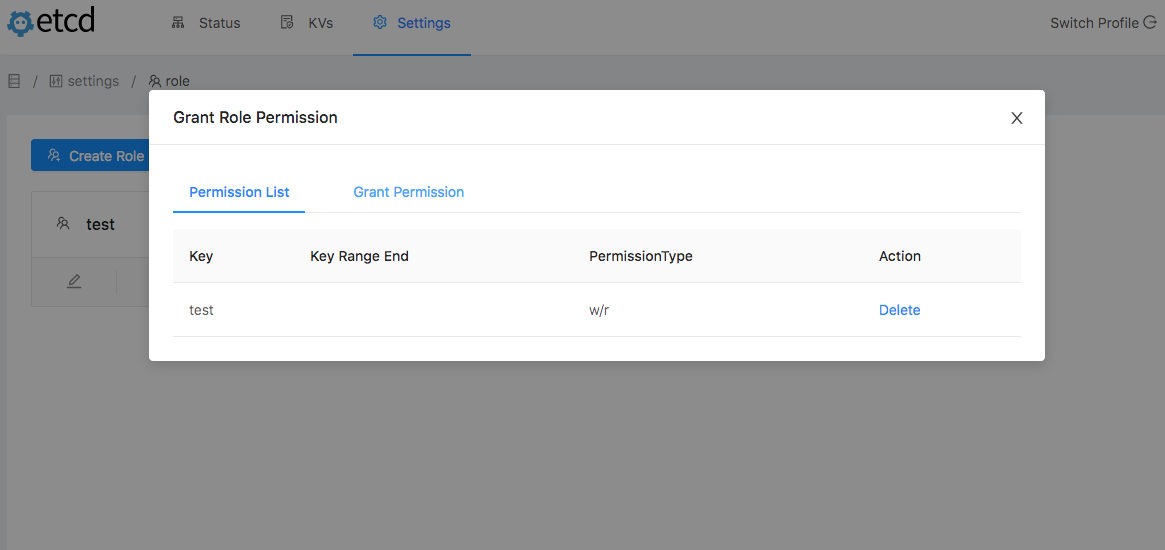 etcd Status KVs Settings Switch Profile
/ settings / role
Grant Role Permission
Create Role
Permission List Grant Permission
test
Key Key Range End PermissionType Action
test w/r Delete